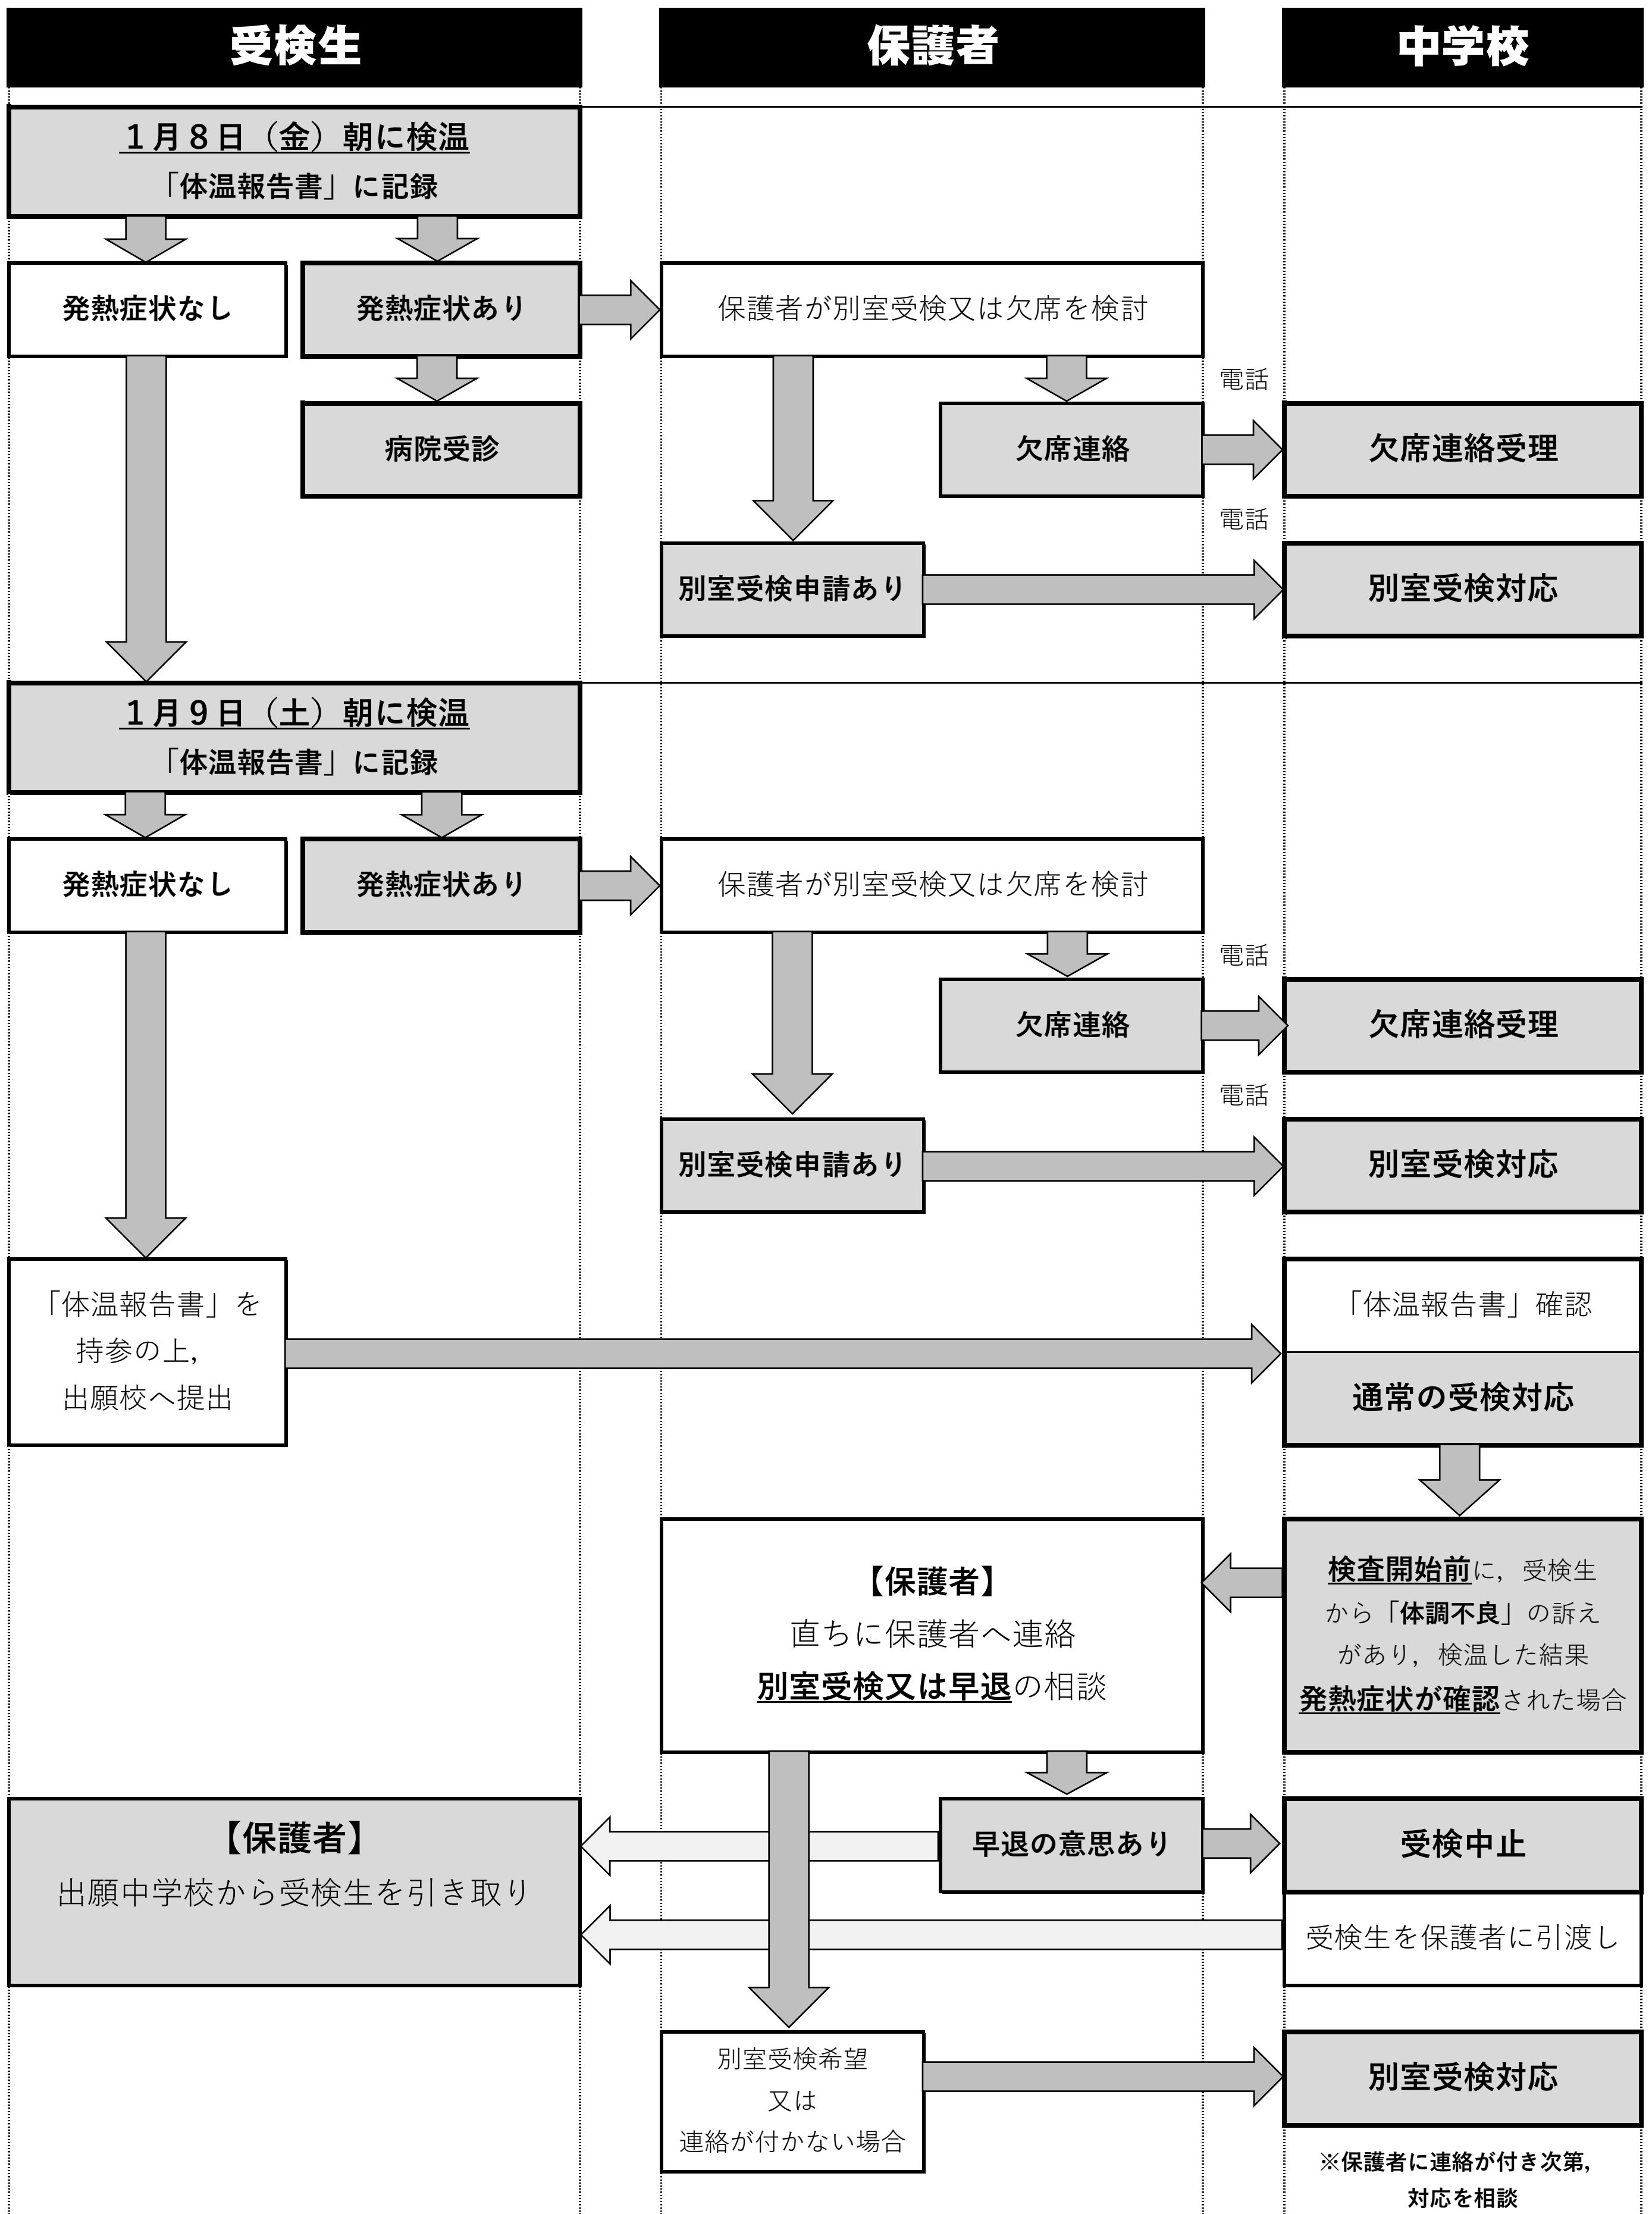 受検生
保護者
中学校
１月８日（金）朝に検温
「体温報告書」に記録
発熱症状なし
発熱症状あり
保護者が別室受検又は欠席を検討
電話
病院受診
欠席連絡
欠席連絡受理
電話
別室受検申請あり
別室受検対応
１月９日（土）朝に検温
「体温報告書」に記録
発熱症状なし
発熱症状あり
保護者が別室受検又は欠席を検討
電話
欠席連絡
欠席連絡受理
電話
別室受検申請あり
別室受検対応
「体温報告書」を
持参の上，
出願校へ提出
「体温報告書」確認
通常の受検対応
検査開始前に，受検生
から「体調不良」の訴え
があり，検温した結果
発熱症状が確認された場合
【保護者】
直ちに保護者へ連絡
別室受検又は早退の相談
【保護者】
出願中学校から受検生を引き取り
早退の意思あり
受検中止
受検生を保護者に引渡し
別室受検希望
又は
連絡が付かない場合
別室受検対応
※保護者に連絡が付き次第，
対応を相談